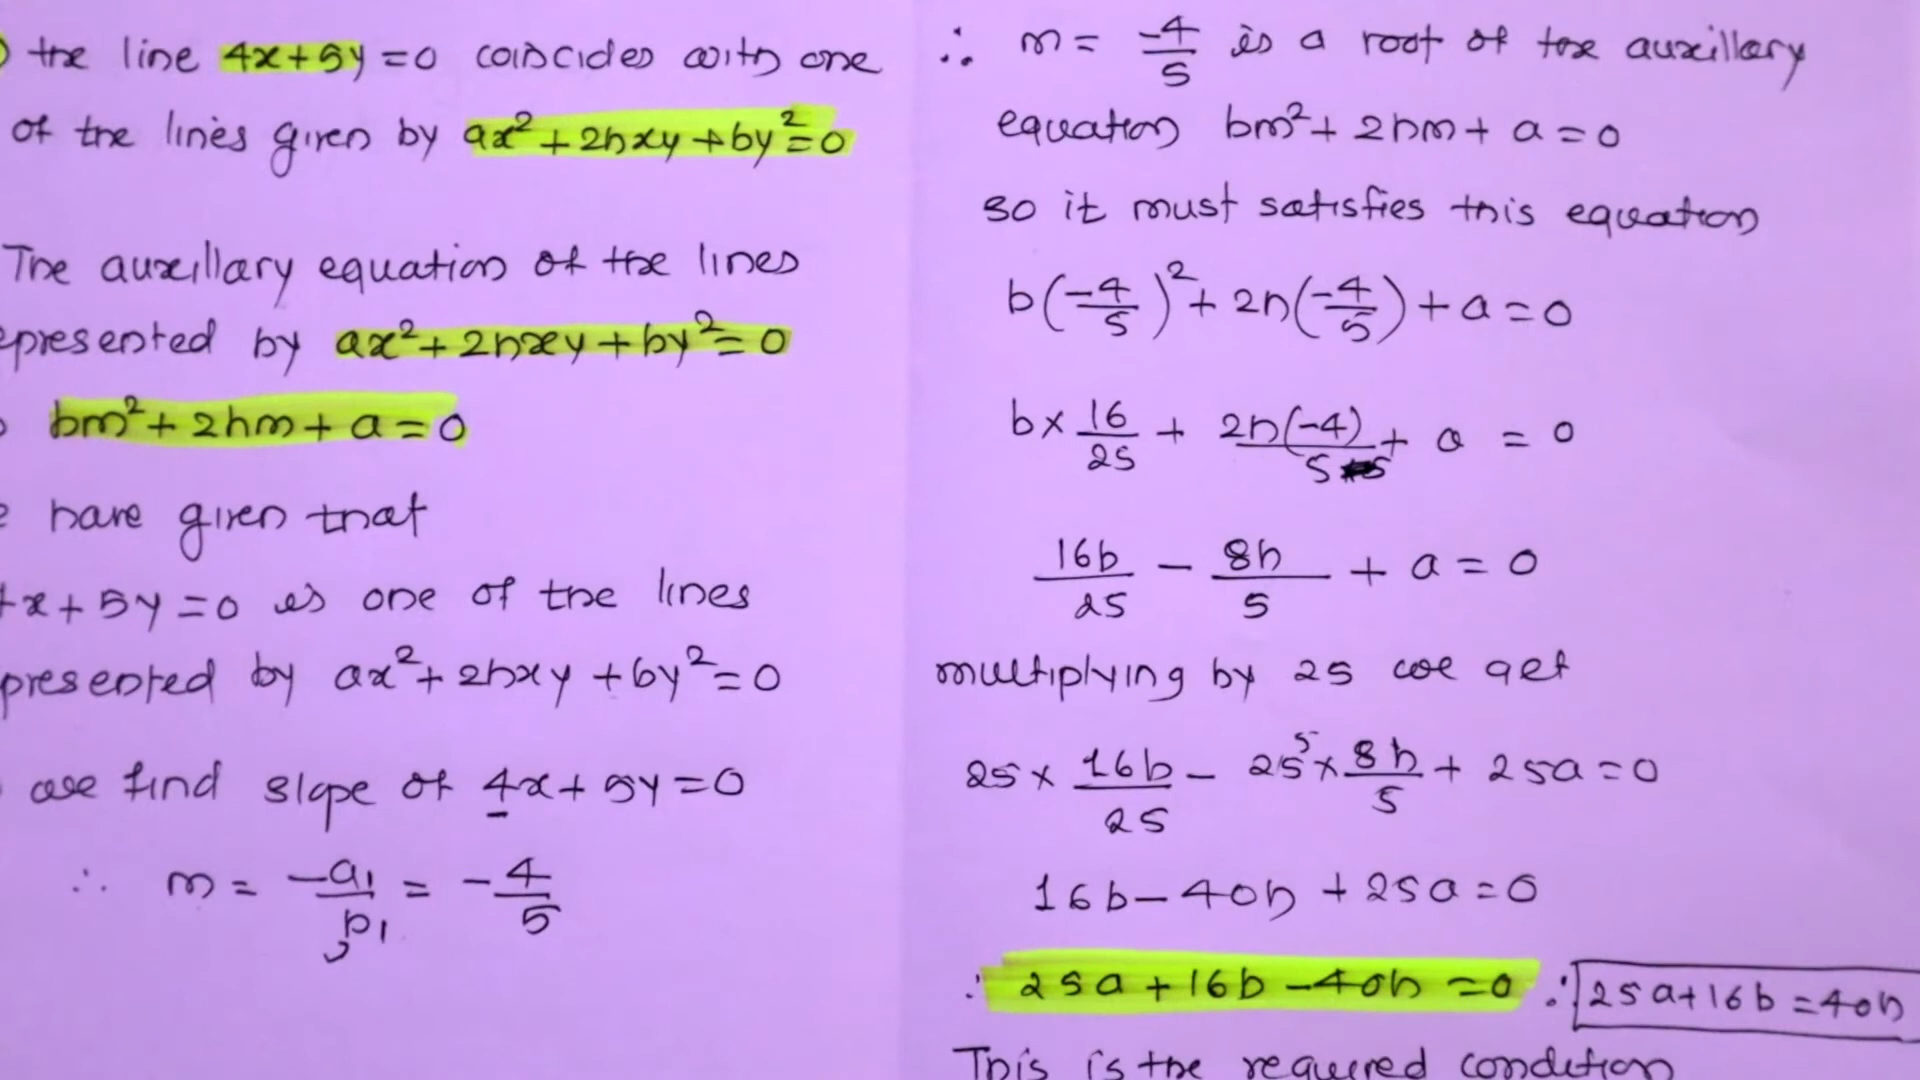 the line 4x+5y=0 coincides with one
of the lines given by ax²+2hxy+by²=0
The auxillary equation of the lines
epresented by ax²+2hxy+by²=0
bm²+2hm+a=0
e have given that
4x+5y=0 is one of the lines
presented by ax²+2hxy+by²=0
we find slope of 4x+5y=0
∴ m = -a₁/b₁ = -4/5
∴ m = -4/5 is a root of the auxillary
equation bm²+2hm+a=0
so it must satisfies this equation
b(-4/5)²+2h(-4/5)+a=0
b×16/25 + 2h(-4)/5 + a = 0
16b/25 - 8h/5 + a = 0
multiplying by 25 we get
25×16b/25 - 25⁵×8h/5 + 25a=0
16b-40h+25a=0
∴ 25a+16b-40h=0 ∴ 25a+16b=40h
This is the required condition